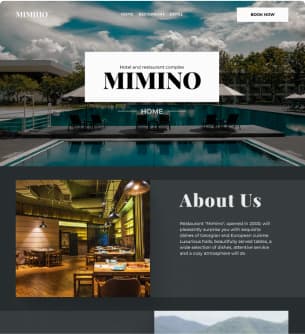 MIMINO
HOME RESTAURANT HOTEL
BOOK NOW
Hotel and restaurant complex
MIMINO
HOME
About Us
Restaurant "Mimino", opened in 2000, will
pleasantly surprise you with exquisite
dishes of Georgian and European cuisine.
Luxurious halls, beautifully served tables, a
wide selection of dishes, attentive service
and a cozy atmosphere will do